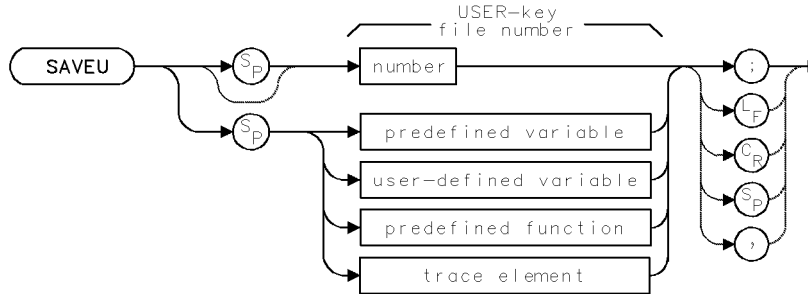 USER-key
file number
SAVEU
SP
number
;
LF
SP
predefined variable
CR
user-defined variable
SP
predefined function
,
trace element